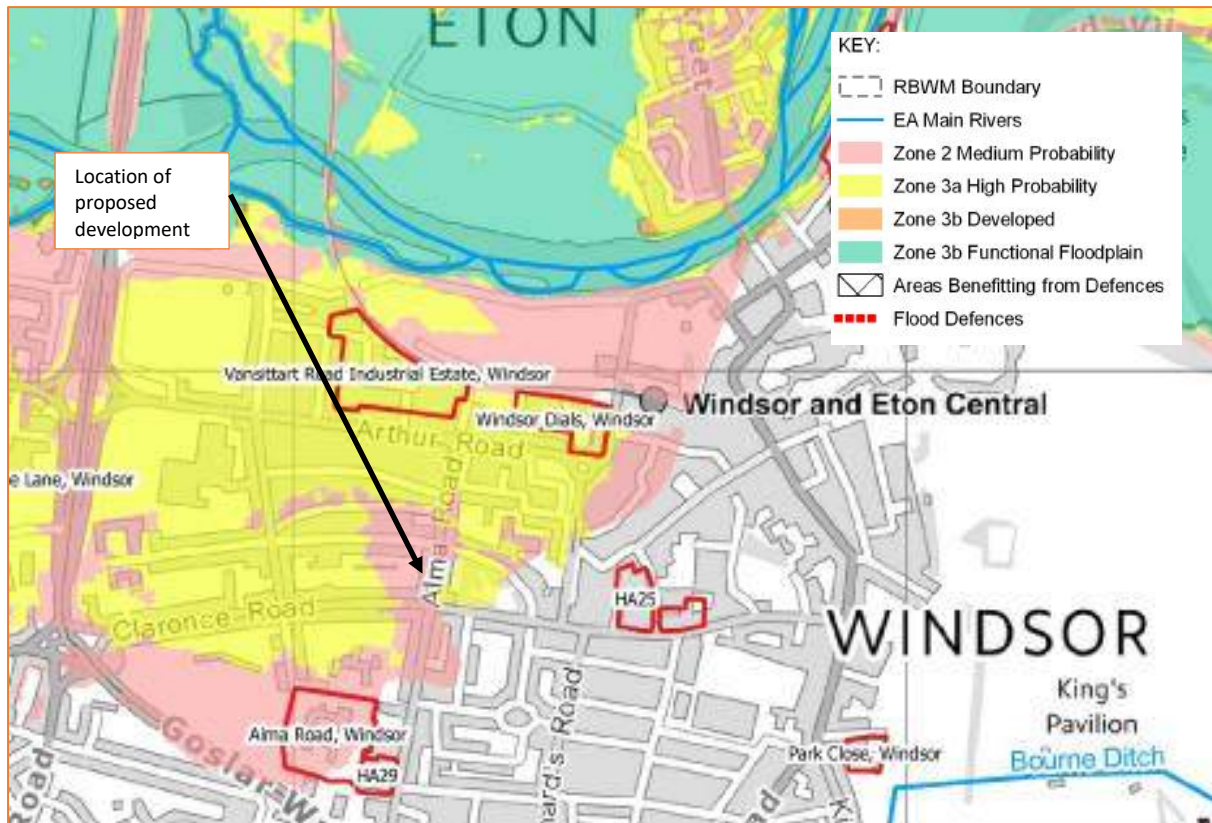 ETON
KEY:
RBWM Boundary
EA Main Rivers
Zone 2 Medium Probability
Zone 3a High Probability
Zone 3b Developed
Zone 3b Functional Floodplain
Areas Benefitting from Defences
Flood Defences
Location of
proposed
development
Vansittart Road Industrial Estate, Windsor
Windsor and Eton Central
Windsor Dials, Windsor
Arthur Road
e Lane, Windsor
Alma Road
HA25
Clarence Road
WINDSOR
King's
Pavilion
Alma Road, Windsor
Park Close, Windsor
Bourne Ditch
HA29
Goslar W
ard's Road
Road